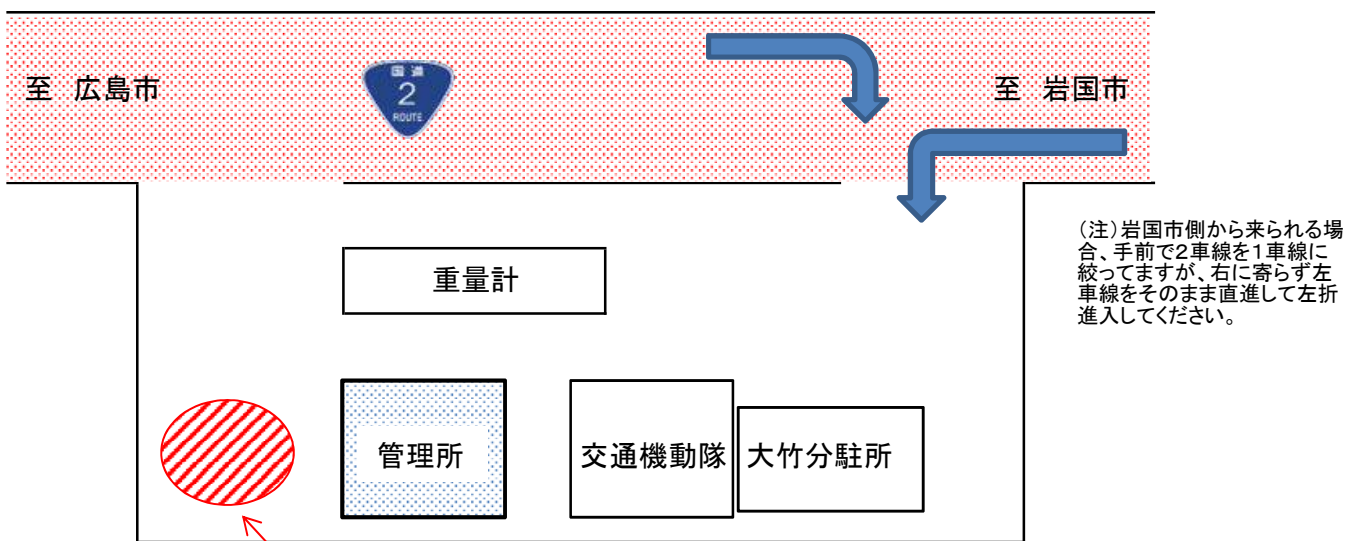 至 広島市
国道
2
ROUTE
至 岩国市
(注)岩国市側から来られる場
合、手前で2車線を1車線に
絞ってますが、右に寄らず左
車線をそのまま直進して左折
進入してください。
重量計
管理所
交通機動隊
大竹分駐所